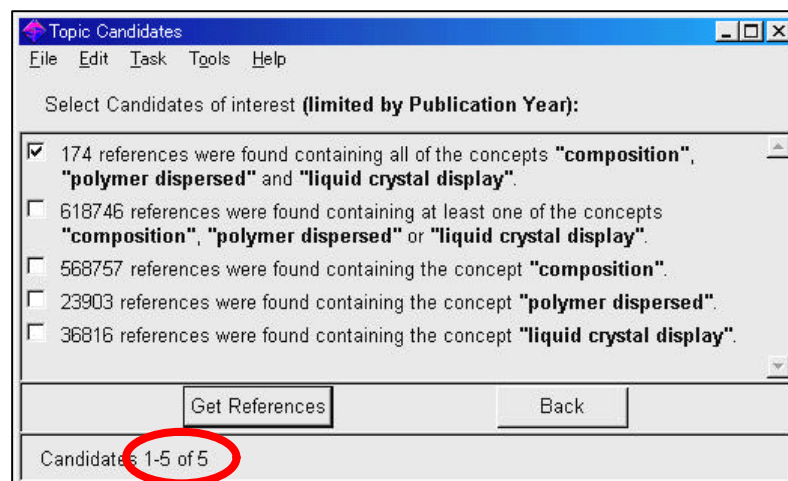 Topic Candidates
File Edit Task Tools Help
Select Candidates of interest (limited by Publication Year):
174 references were found containing all of the concepts "composition",
"polymer dispersed" and "liquid crystal display".
618746 references were found containing at least one of the concepts
"composition", "polymer dispersed" or "liquid crystal display".
568757 references were found containing the concept "composition".
23903 references were found containing the concept "polymer dispersed".
36816 references were found containing the concept "liquid crystal display".
Get References Back
Candidates 1-5 of 5